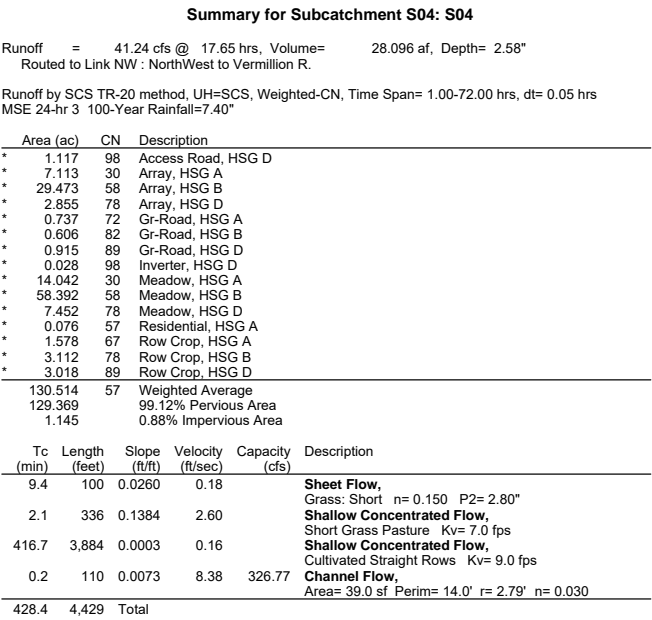 Summary for Subcatchment S04: S04
Runoff = 41.24 cfs @ 17.65 hrs, Volume= 28.096 af, Depth= 2.58"
Routed to Link NW : NorthWest to Vermillion R.
Runoff by SCS TR-20 method, UH=SCS, Weighted-CN, Time Span= 1.00-72.00 hrs, dt= 0.05 hrs
MSE 24-hr 3 100-Year Rainfall=7.40"
Area (ac) CN Description
* 1.117 98 Access Road, HSG D
* 7.113 30 Array, HSG A
* 29.473 58 Array, HSG B
* 2.855 78 Array, HSG D
* 0.737 72 Gr-Road, HSG A
* 0.606 82 Gr-Road, HSG B
* 0.915 89 Gr-Road, HSG D
* 0.028 98 Inverter, HSG D
* 14.042 30 Meadow, HSG A
* 58.392 58 Meadow, HSG B
* 7.452 78 Meadow, HSG D
* 0.076 57 Residential, HSG A
* 1.578 67 Row Crop, HSG A
* 3.112 78 Row Crop, HSG B
* 3.018 89 Row Crop, HSG D
130.514 57 Weighted Average
129.369 99.12% Pervious Area
1.145 0.88% Impervious Area
Tc Length Slope Velocity Capacity Description
(min) (feet) (ft/ft) (ft/sec) (cfs)
9.4 100 0.0260 0.18 Sheet Flow,
Grass: Short n= 0.150 P2= 2.80"
2.1 336 0.1384 2.60 Shallow Concentrated Flow,
Short Grass Pasture Kv= 7.0 fps
416.7 3,884 0.0003 0.16 Shallow Concentrated Flow,
Cultivated Straight Rows Kv= 9.0 fps
0.2 110 0.0073 8.38 326.77 Channel Flow,
Area= 39.0 sf Perim= 14.0' r= 2.79' n= 0.030
428.4 4,429 Total